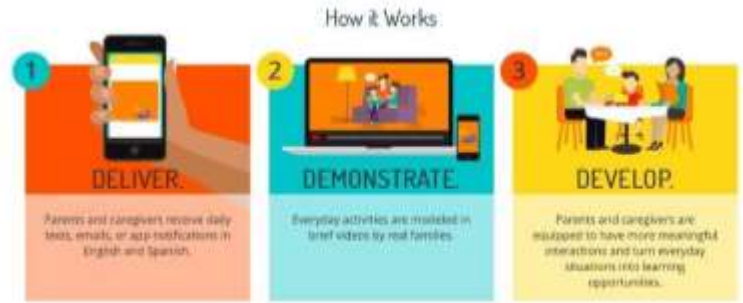 How it Works
1
DELIVER.
Parents and caregivers receive daily
texts, emails, or app notifications in
English and Spanish.
2
DEMONSTRATE.
Everyday activities are modeled in
brief videos by real families.
3
DEVELOP.
Parents and caregivers are
equipped to have more meaningful
interactions and turn everyday
situations into learning
opportunities.